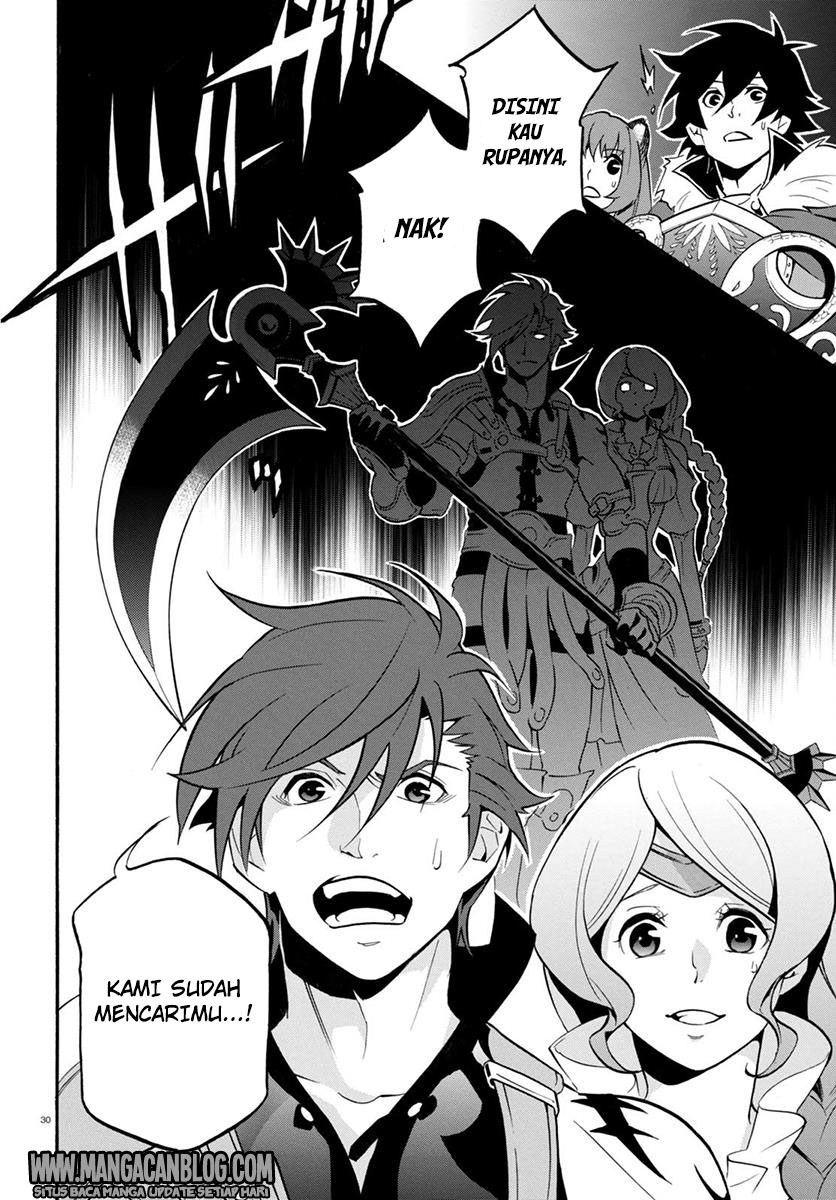 DISINI
KAU
RUPANYA,
NAK!
KAMI SUDAH
MENCARIMU...!
30
WWW.MANGACANBLOG.COM
SITUS BACA MANGA UPDATE SETIAP HARI